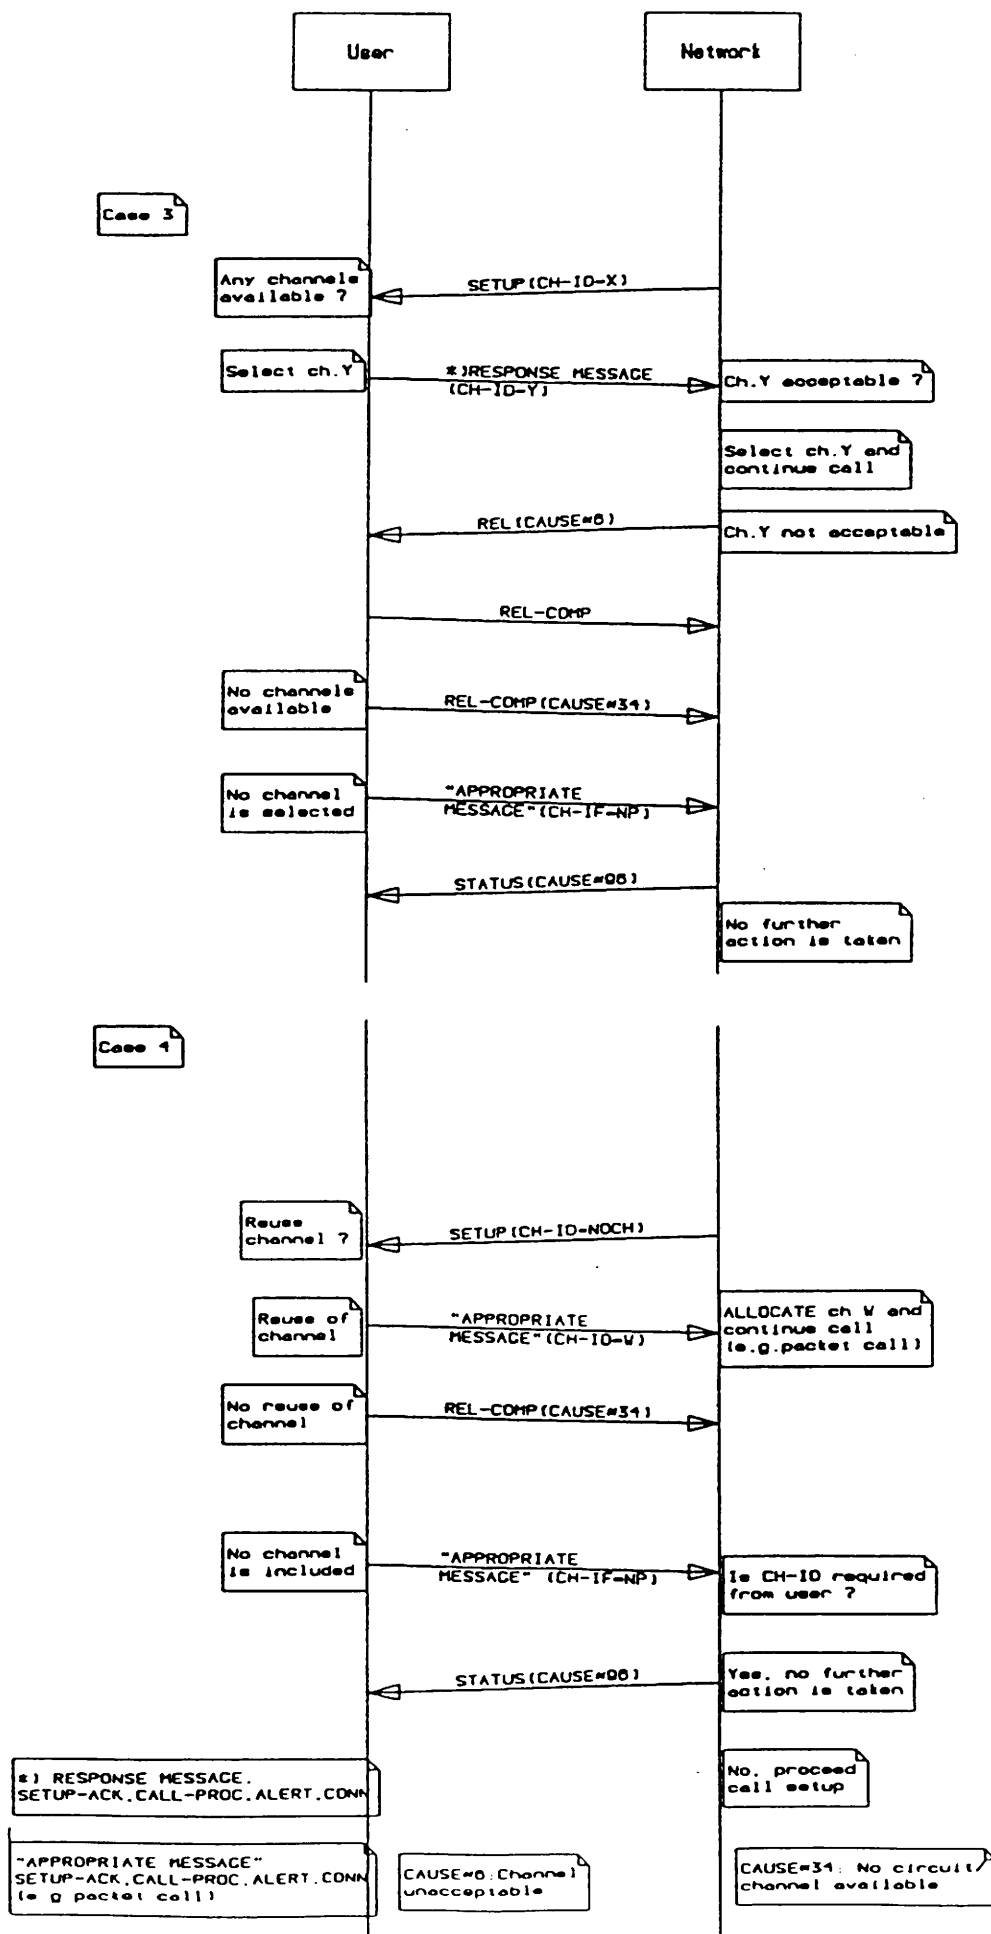 User
Network
Case 3
Any channels
available ?
SETUP(CH-ID-X)
Select ch.Y
*)RESPONSE MESSAGE
(CH-ID-Y)
Ch.Y acceptable ?
Select ch.Y and
continue call
REL(CAUSE#6)
Ch.Y not acceptable
REL-COMP
No channels
available
REL-COMP(CAUSE#34)
No channel
is selected
"APPROPRIATE
MESSAGE"(CH-IF=NP)
STATUS(CAUSE#96)
No further
action is taken
Case 4
Reuse
channel ?
SETUP(CH-ID=NOCH)
Reuse of
channel
"APPROPRIATE
MESSAGE"(CH-ID=W)
ALLOCATE ch W and
continue call
(e.g.packet call)
No reuse of
channel
REL-COMP(CAUSE#34)
No channel
is included
"APPROPRIATE
MESSAGE" (CH-IF=NP)
Is CH-ID required
from user ?
STATUS(CAUSE#96)
Yes, no further
action is taken
*) RESPONSE MESSAGE.
SETUP-ACK,CALL-PROC,ALERT,CONN
No, proceed
call setup
"APPROPRIATE MESSAGE"
SETUP-ACK,CALL-PROC,ALERT,CONN
(e g packet call)
CAUSE#6:Channel
unacceptable
CAUSE#34: No circuit/
channel available